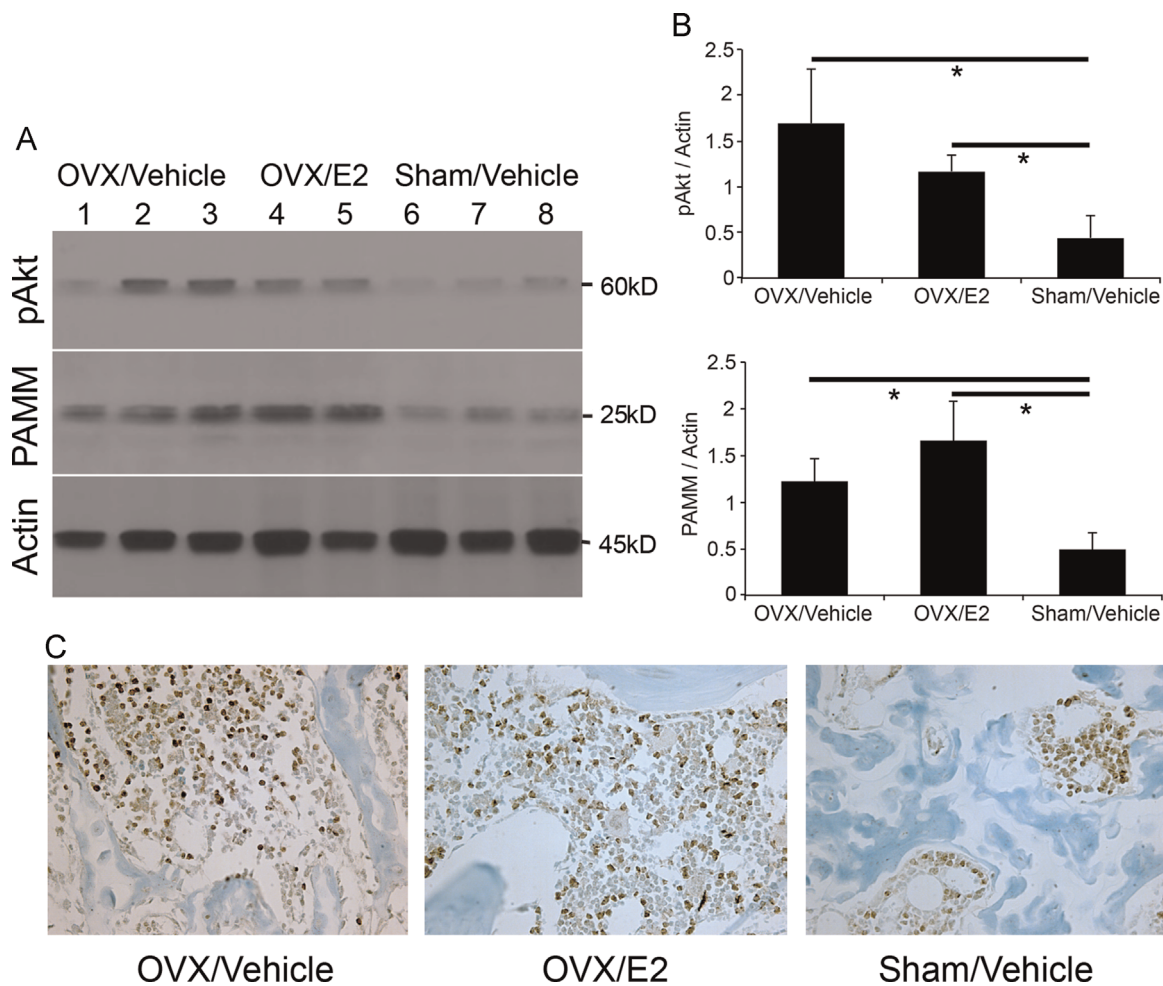 A
OVX/Vehicle OVX/E2 Sham/Vehicle
1 2 3 4 5 6 7 8
pAkt
60kD
PAMM
25kD
Actin
45kD
B
pAkt / Actin
2.5
2
1.5
1
0.5
0
*
*
OVX/Vehicle OVX/E2 Sham/Vehicle
PAMM / Actin
2.5
2
1.5
1
0.5
0
*
*
OVX/Vehicle OVX/E2 Sham/Vehicle
C
OVX/Vehicle OVX/E2 Sham/Vehicle